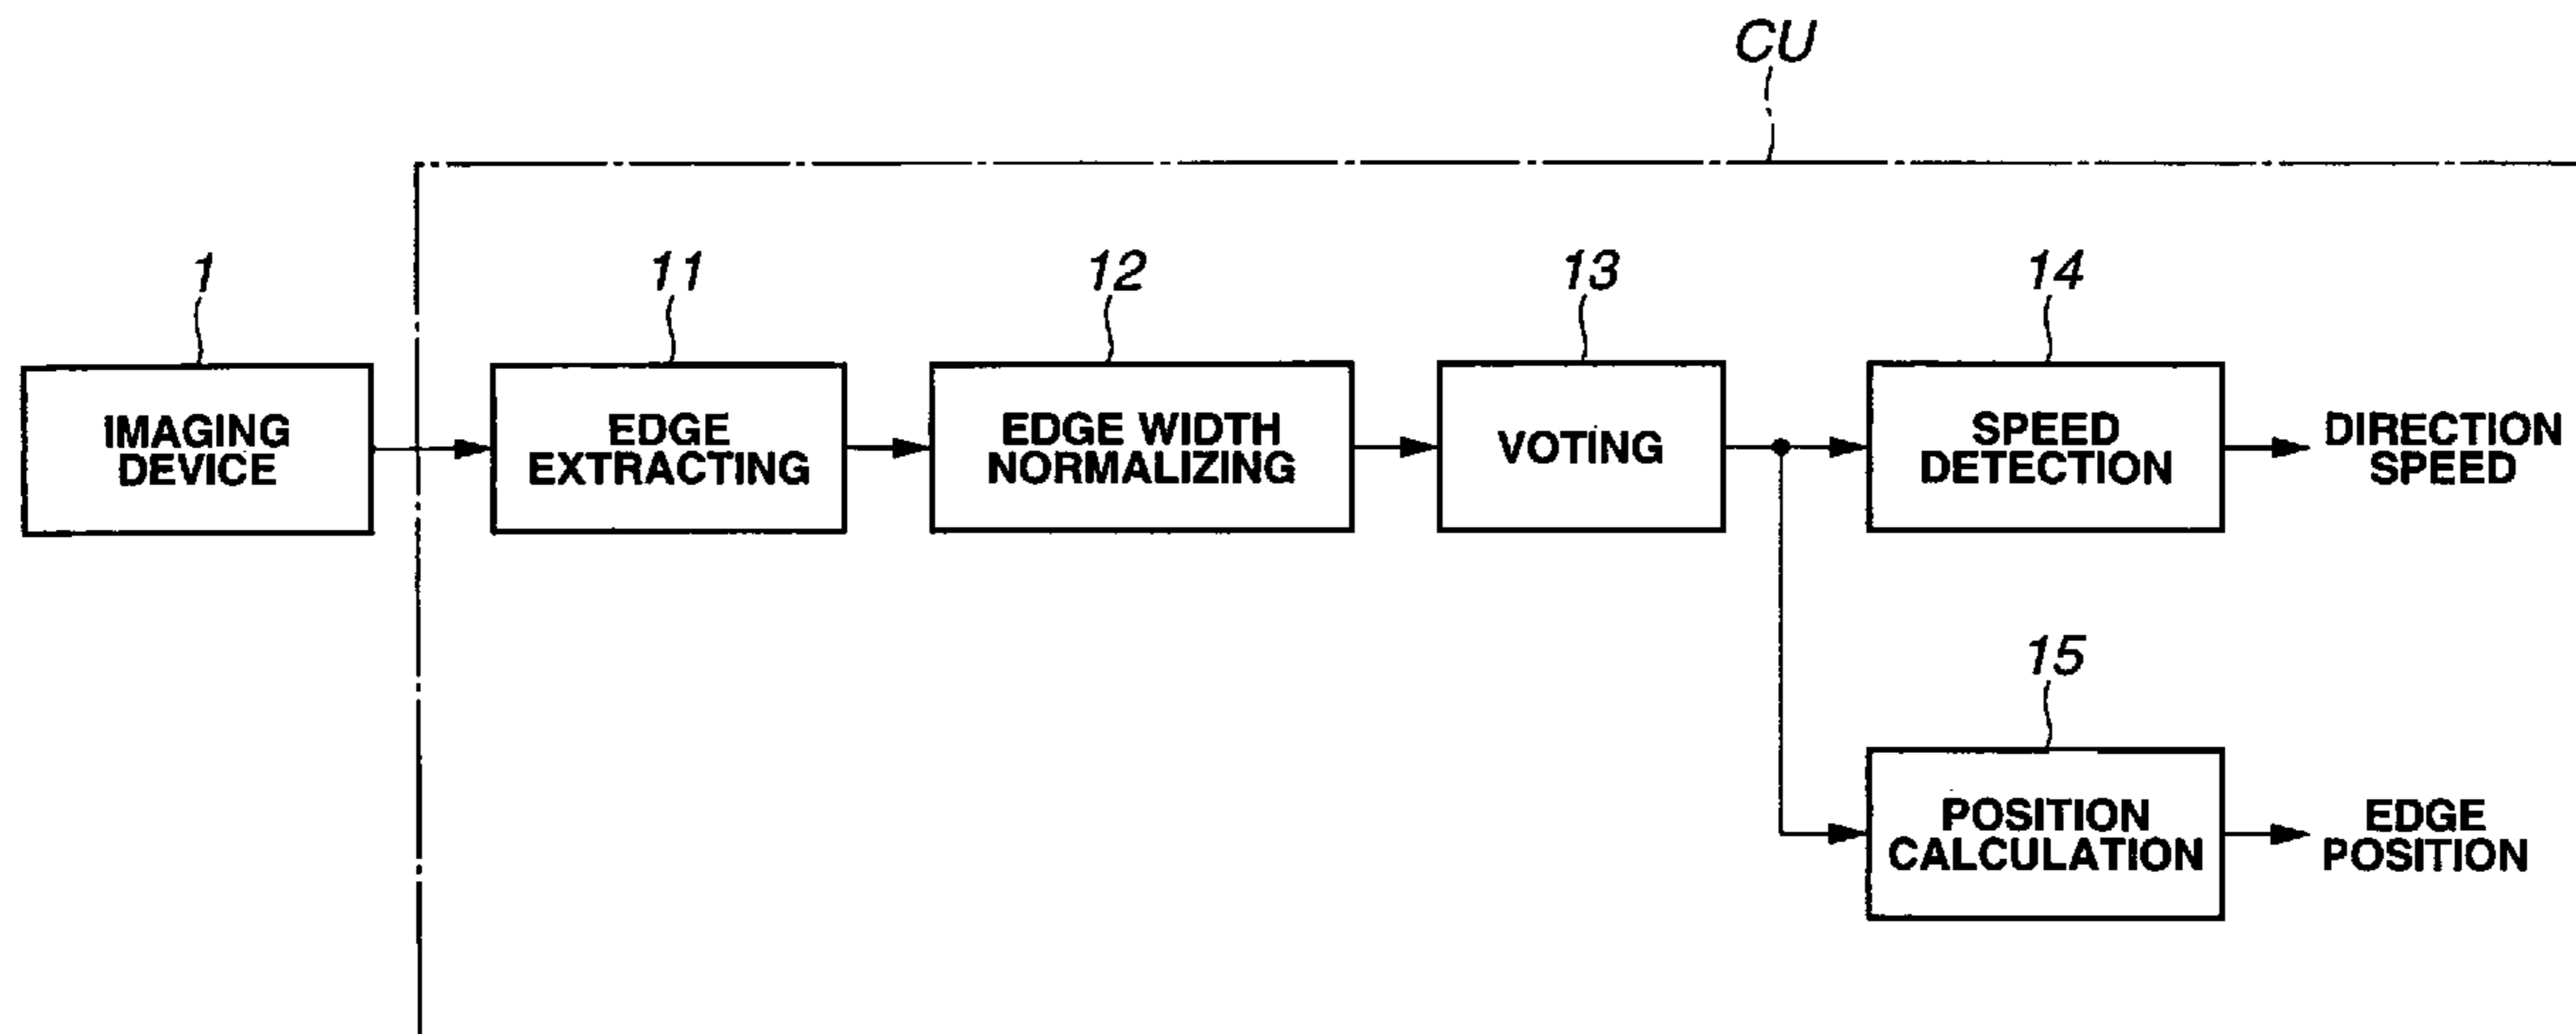 CU
1
11
12
13
14
IMAGING
DEVICE
EDGE
EXTRACTING
EDGE WIDTH
NORMALIZING
VOTING
SPEED
DETECTION
DIRECTION
SPEED
15
POSITION
CALCULATION
EDGE
POSITION